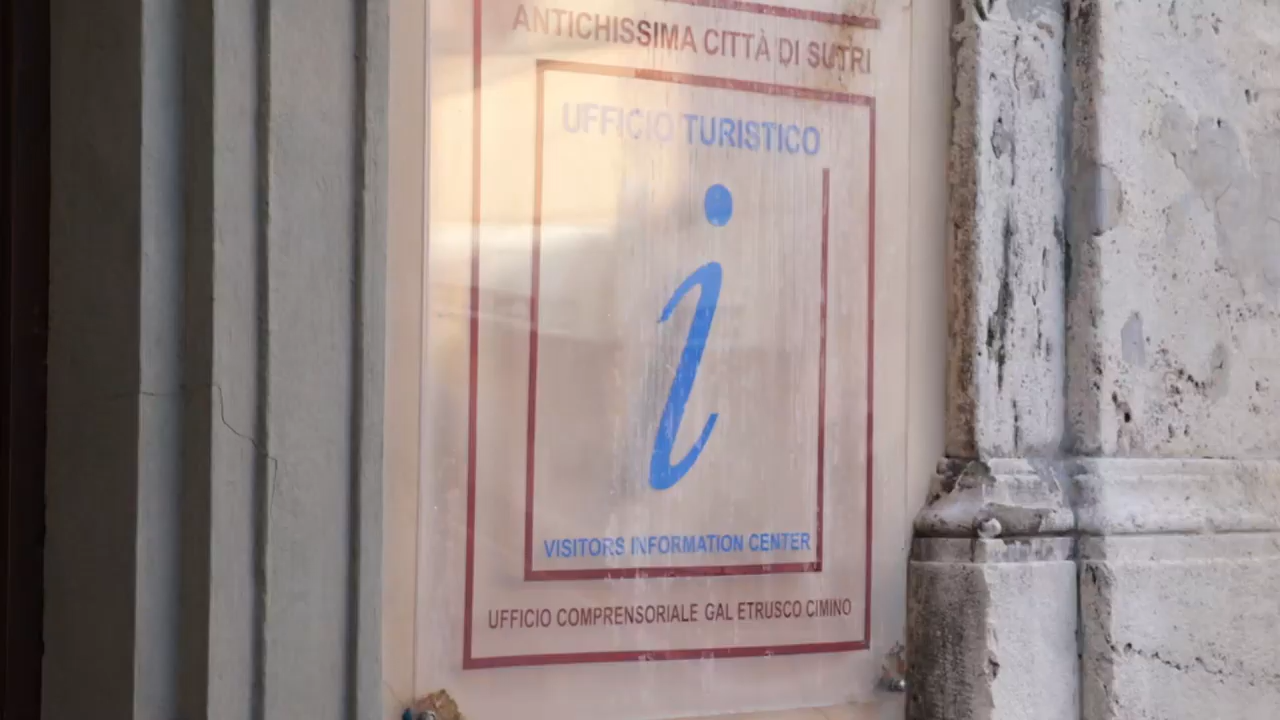 ANTICHISSIMA CITTÀ DI SUTRI
UFFICIO TURISTICO
i
VISITORS INFORMATION CENTER
UFFICIO COMPRENSORIALE GAL ETRUSCO CIMINO